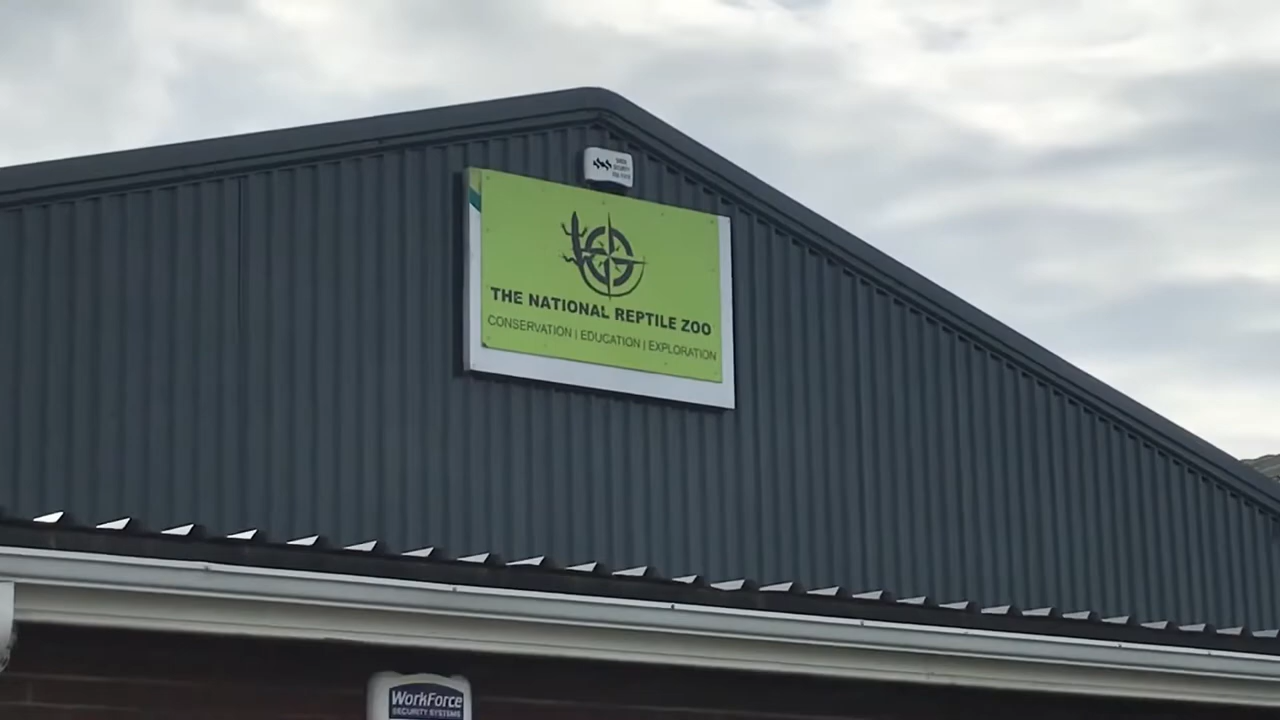 THE NATIONAL REPTILE ZOO
CONSERVATION | EDUCATION | EXPLORATION
WORKFORCE
SECURITY SYSTEMS